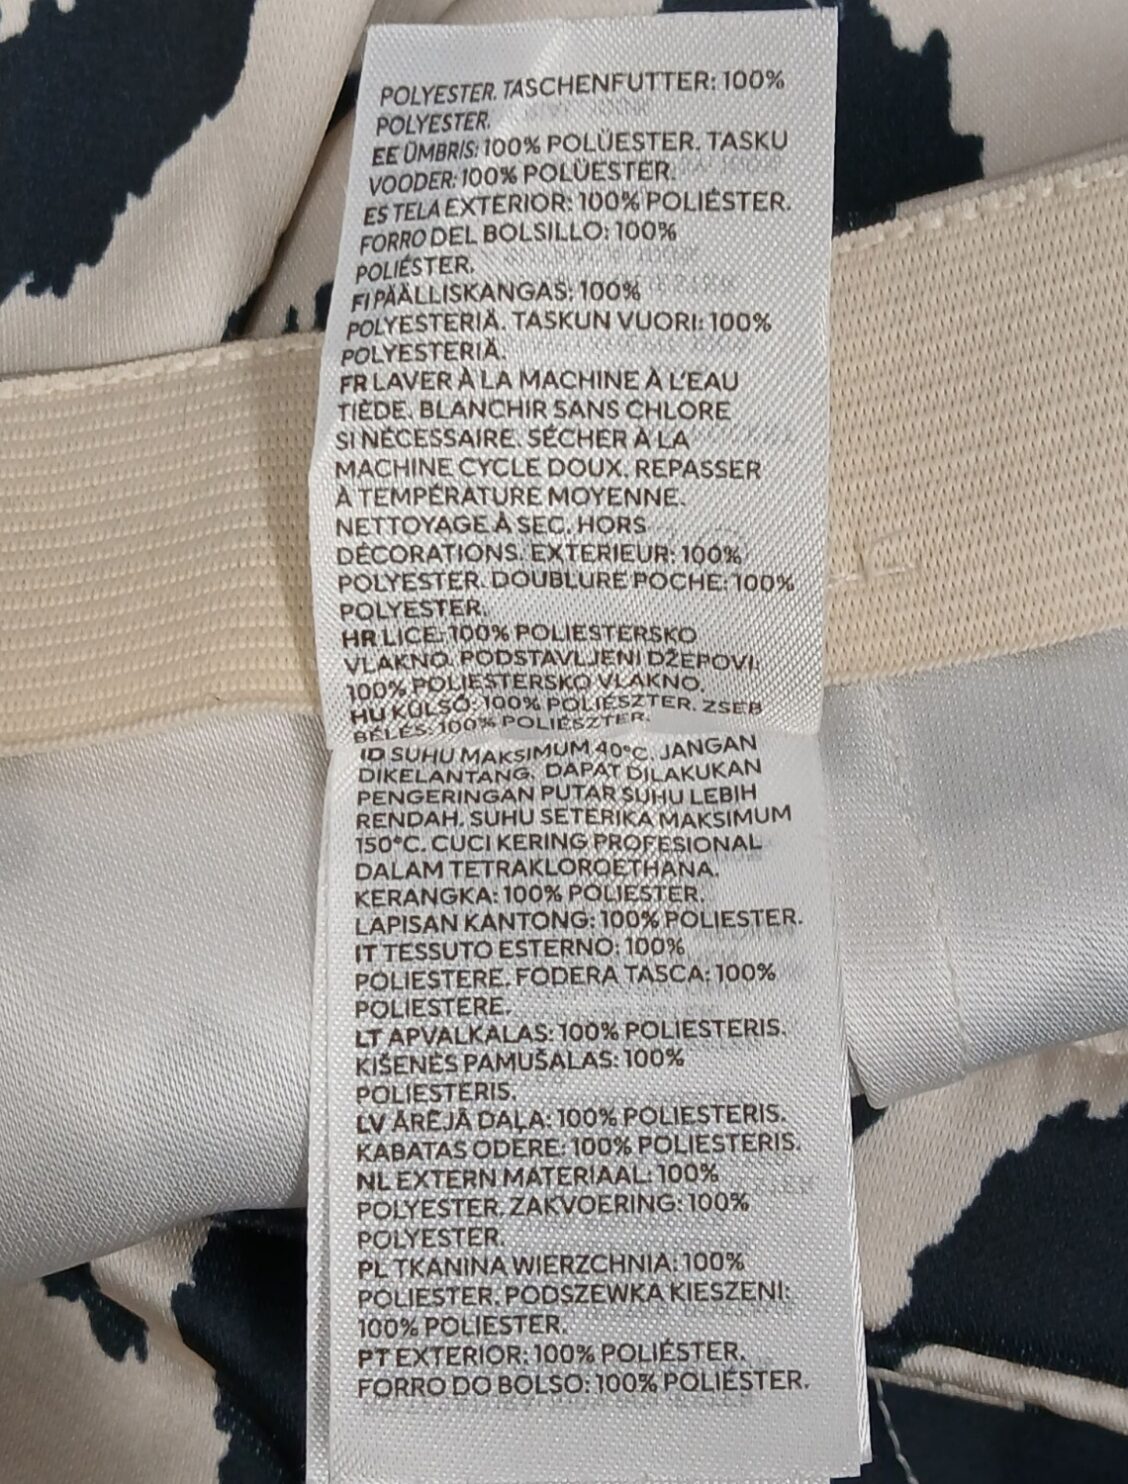 POLYESTER. TASCHENFUTTER: 100%
POLYESTER.
EE ÜMBRIS: 100% POLÜESTER. TASKU
VOODER: 100% POLÜESTER.
ES TELA EXTERIOR: 100% POLIÉSTER.
FORRO DEL BOLSILLO: 100%
POLIÉSTER.
FI PÄÄLLISKANGAS: 100%
POLYESTERIÄ. TASKUN VUORI: 100%
POLYESTERIÄ.
FR LAVER À LA MACHINE À L'EAU
TIÈDE. BLANCHIR SANS CHLORE
SI NÉCESSAIRE. SÉCHER À LA
MACHINE CYCLE DOUX. REPASSER
À TEMPÉRATURE MOYENNE.
NETTOYAGE À SEC. HORS
DÉCORATIONS. EXTERIEUR: 100%
POLYESTER. DOUBLURE POCHE: 100%
POLYESTER.
HR LICE: 100% POLIESTERSKO
VLAKNO. PODSTAVLJENI DŽEPOVI:
100% POLIESTERSKO VLAKNO.
HU KÜLSŐ: 100% POLIÉSZTER. ZSEB
BÉLÉS: 100% POLIÉSZTER.
ID SUHU MAKSIMUM 40°C. JANGAN
DIKELANTANG. DAPAT DILAKUKAN
PENGERINGAN PUTAR SUHU LEBIH
RENDAH. SUHU SETERIKA MAKSIMUM
150°C. CUCI KERING PROFESIONAL
DALAM TETRAKLOROETHANA.
KERANGKA: 100% POLIESTER.
LAPISAN KANTONG: 100% POLIESTER.
IT TESSUTO ESTERNO: 100%
POLIESTERE. FODERA TASCA: 100%
POLIESTERE.
LT APVALKALAS: 100% POLIESTERIS.
KIŠENĖS PAMUŠALAS: 100%
POLIESTERIS.
LV ĀRĒJĀ DAĻA: 100% POLIESTERIS.
KABATAS ODERE: 100% POLIESTERIS.
NL EXTERN MATERIAAL: 100%
POLYESTER. ZAKVOERING: 100%
POLYESTER.
PL TKANINA WIERZCHNIA: 100%
POLIESTER. PODSZEWKA KIESZENI:
100% POLIESTER.
PT EXTERIOR: 100% POLIÉSTER.
FORRO DO BOLSO: 100% POLIÉSTER.